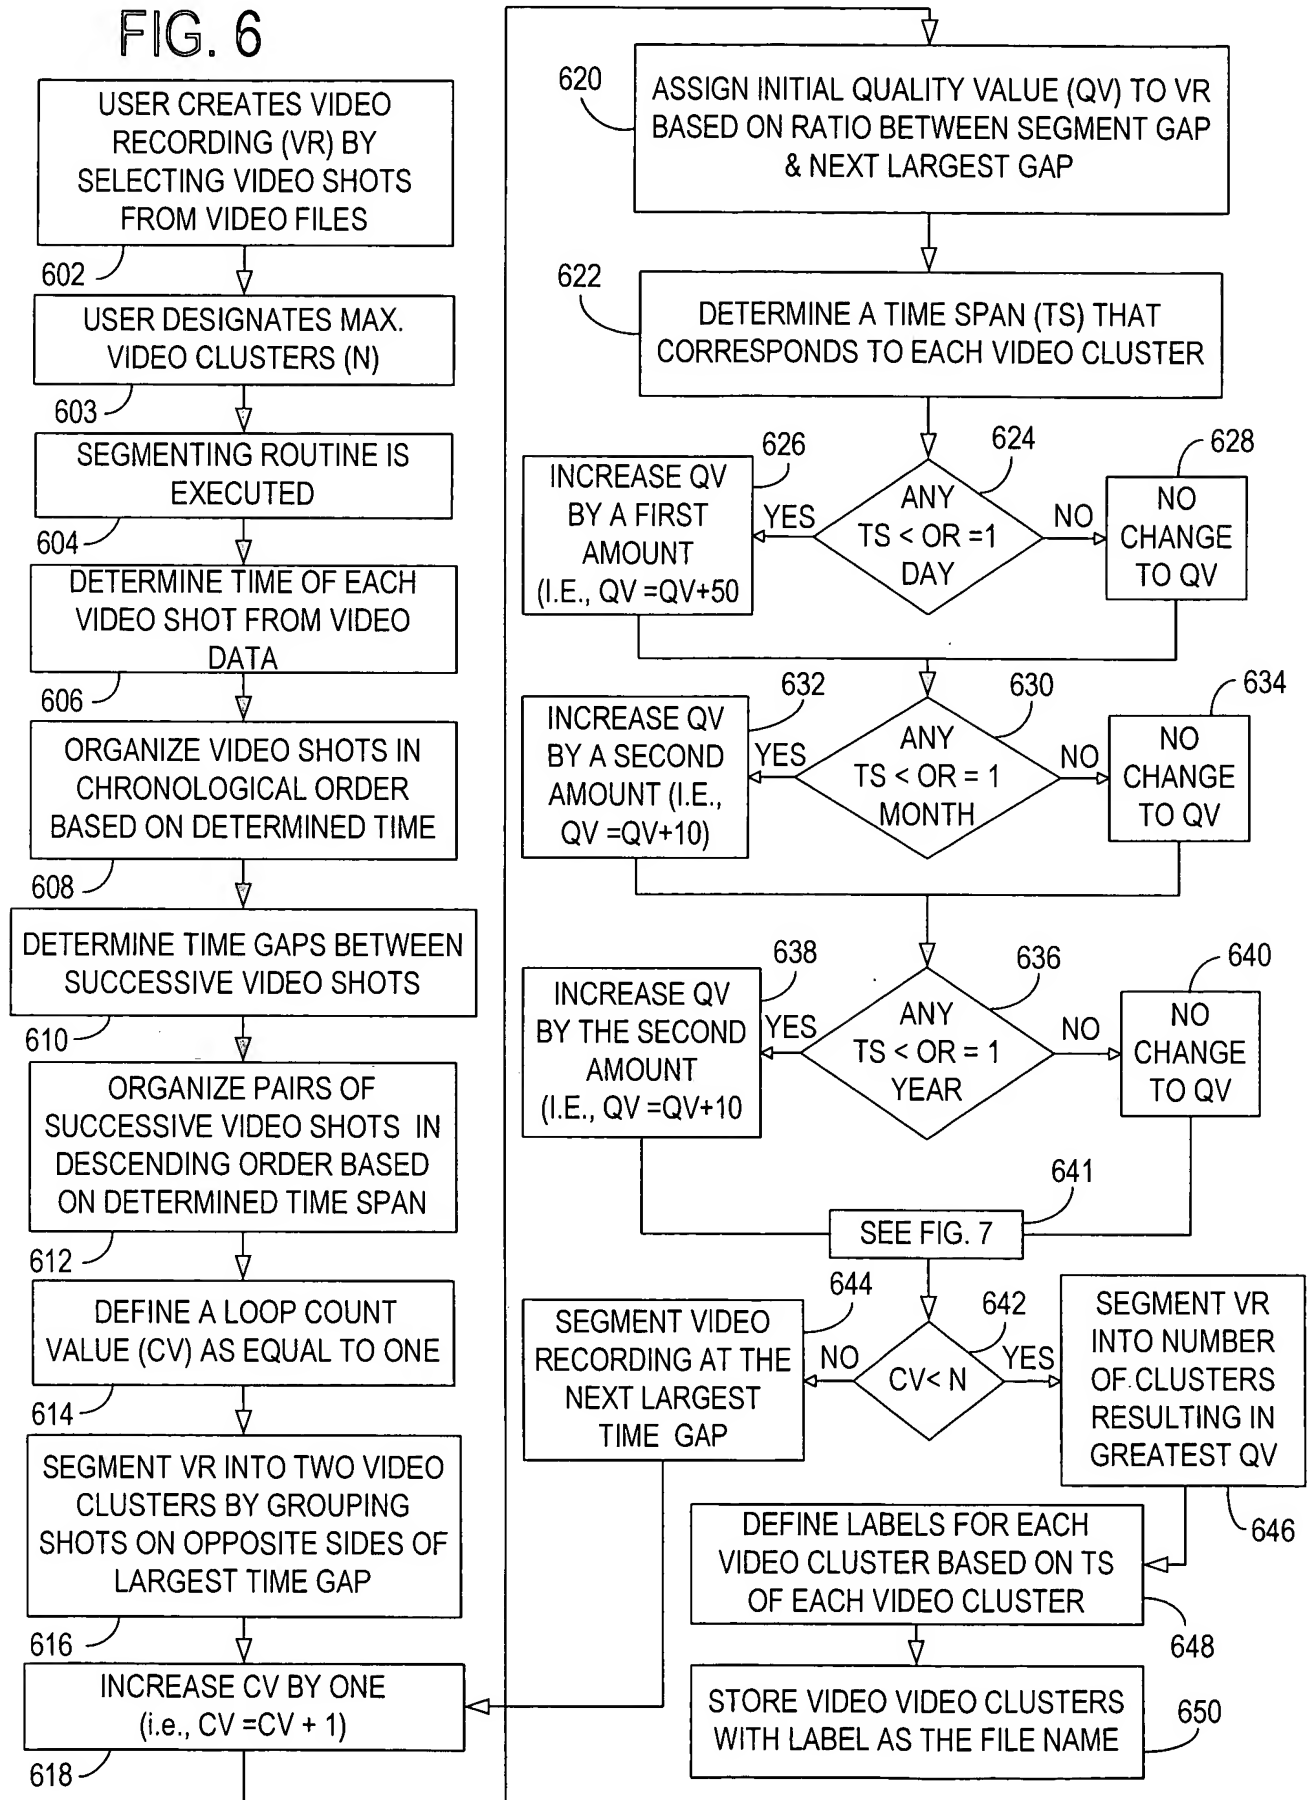 FIG. 6
USER CREATES VIDEO
RECORDING (VR) BY
SELECTING VIDEO SHOTS
FROM VIDEO FILES
602
USER DESIGNATES MAX.
VIDEO CLUSTERS (N)
603
SEGMENTING ROUTINE IS
EXECUTED
604
DETERMINE TIME OF EACH
VIDEO SHOT FROM VIDEO
DATA
606
ORGANIZE VIDEO SHOTS IN
CHRONOLOGICAL ORDER
BASED ON DETERMINED TIME
608
DETERMINE TIME GAPS BETWEEN
SUCCESSIVE VIDEO SHOTS
610
ORGANIZE PAIRS OF
SUCCESSIVE VIDEO SHOTS IN
DESCENDING ORDER BASED
ON DETERMINED TIME SPAN
612
DEFINE A LOOP COUNT
VALUE (CV) AS EQUAL TO ONE
614
SEGMENT VR INTO TWO VIDEO
CLUSTERS BY GROUPING
SHOTS ON OPPOSITE SIDES OF
LARGEST TIME GAP
616
INCREASE CV BY ONE
(i.e., CV =CV + 1)
618
620
ASSIGN INITIAL QUALITY VALUE (QV) TO VR
BASED ON RATIO BETWEEN SEGMENT GAP
& NEXT LARGEST GAP
622
DETERMINE A TIME SPAN (TS) THAT
CORRESPONDS TO EACH VIDEO CLUSTER
624
ANY
TS < OR =1
DAY
YES
626
INCREASE QV
BY A FIRST
AMOUNT
(I.E., QV =QV+50
NO
628
NO
CHANGE
TO QV
630
ANY
TS < OR = 1
MONTH
YES
632
INCREASE QV
BY A SECOND
AMOUNT (I.E.,
QV =QV+10)
NO
634
NO
CHANGE
TO QV
636
ANY
TS < OR = 1
YEAR
YES
638
INCREASE QV
BY THE SECOND
AMOUNT
(I.E., QV =QV+10
NO
640
NO
CHANGE
TO QV
641
SEE FIG. 7
642
CV< N
NO
644
SEGMENT VIDEO
RECORDING AT THE
NEXT LARGEST
TIME GAP
YES
SEGMENT VR
INTO NUMBER
OF CLUSTERS
RESULTING IN
GREATEST QV
646
DEFINE LABELS FOR EACH
VIDEO CLUSTER BASED ON TS
OF EACH VIDEO CLUSTER
648
STORE VIDEO VIDEO CLUSTERS
WITH LABEL AS THE FILE NAME
650